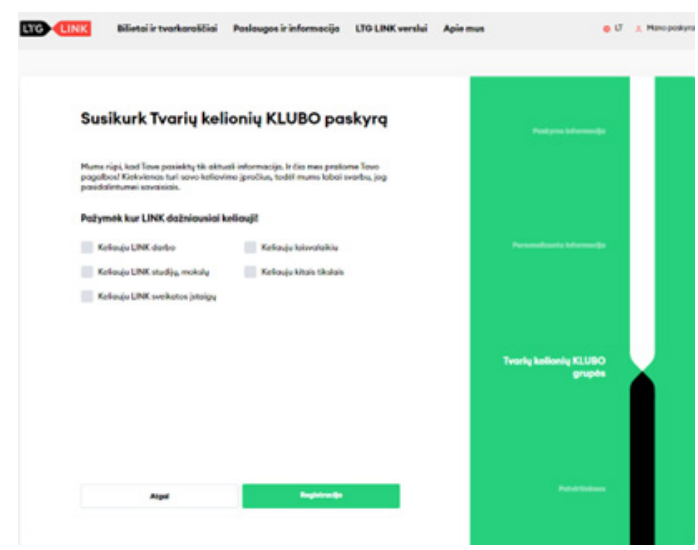 LTG LINK
Bilietai ir tvarkaraščiai Paslaugos ir informacija LTG LINK verslui Apie mus LT Mano paskyra
Susikurk Tvarių kelionių KLUBO paskyrą
Paskyros informacija
Mums rūpi, kad Tave pasiektų tik aktuali informacija. Ir čia mes prašome Tavo
pagalbos! Kiekvienas turi savo keliavimo įpročius, todėl mums labai svarbu, jog
pasidalintumei savaisiais.
Pažymėk kur LINK dažniausiai keliauji!
Keliauju LINK darbo Keliauju laisvalaikiu
Personalizanta informacija
Keliauju LINK studijų, mokslų Keliauju kitais tikslais
Keliauju LINK sveikatos įstaigų
Tvarių kelionių KLUBO
grupės
Atgal Registracija
Patvirtinimas